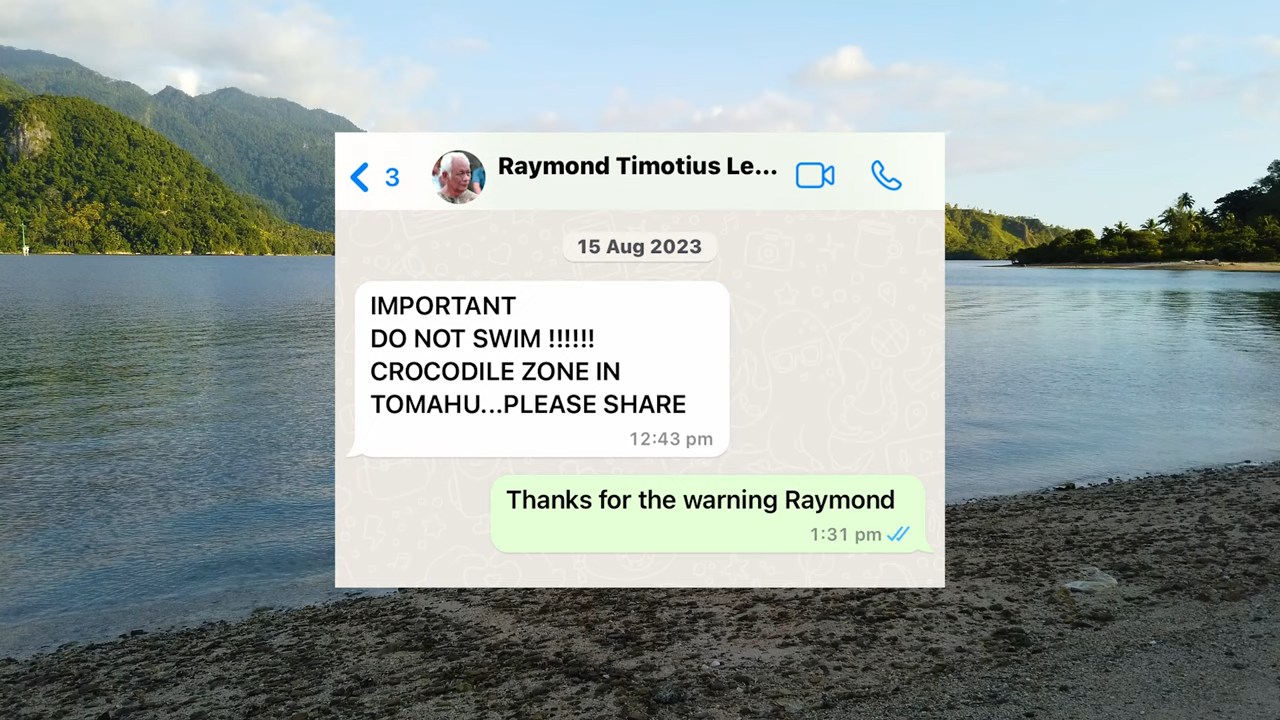 3
Raymond Timotius Le...
15 Aug 2023
IMPORTANT
DO NOT SWIM !!!!!!
CROCODILE ZONE IN
TOMAHU...PLEASE SHARE
12:43 pm
Thanks for the warning Raymond
1:31 pm